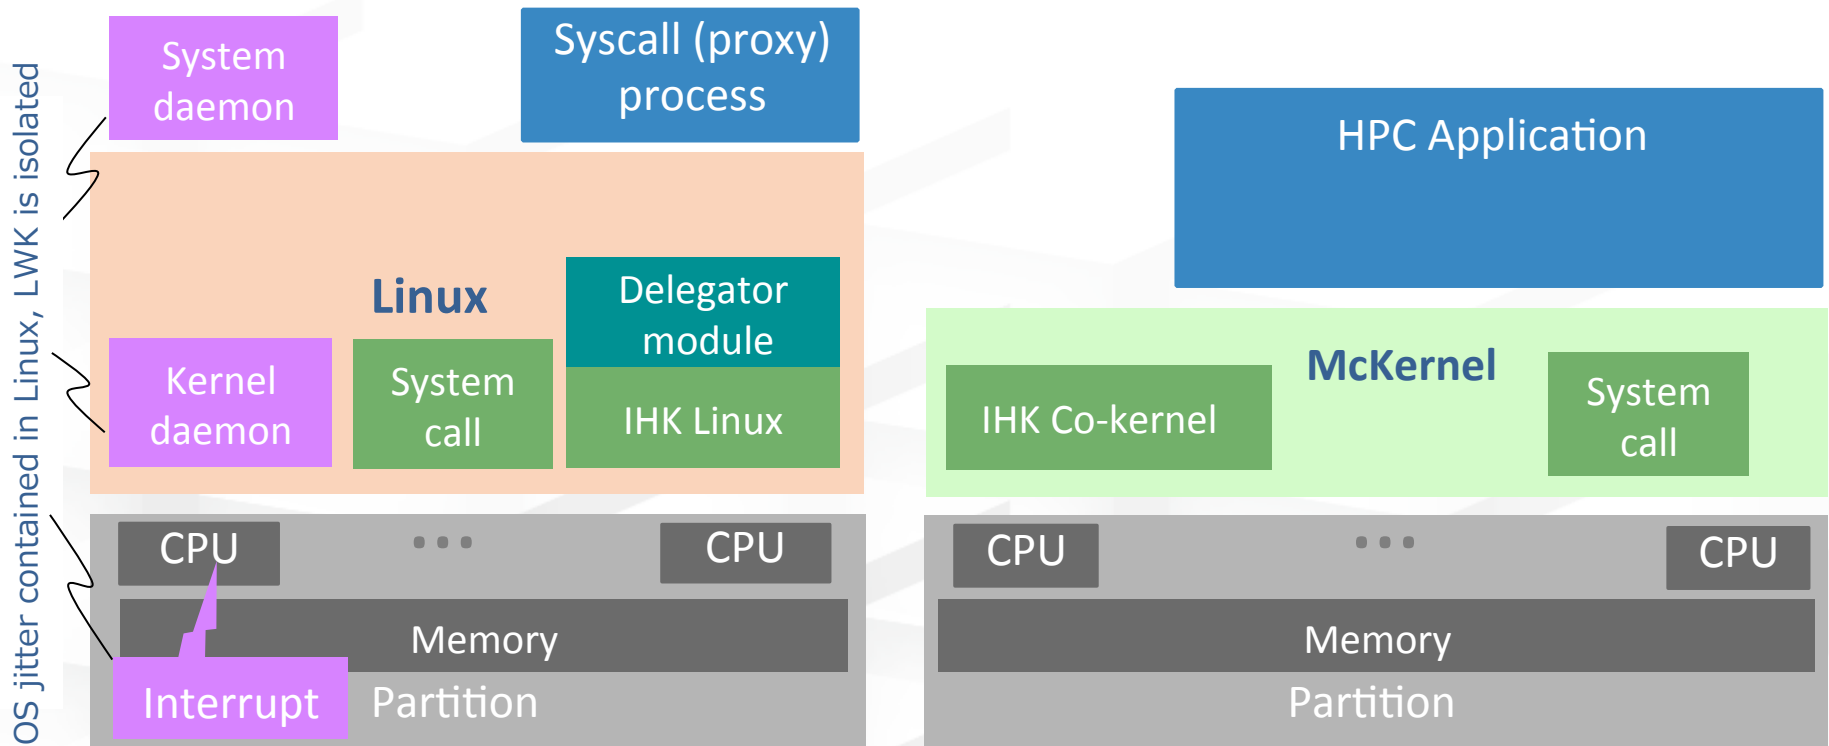 OS jitter contained in Linux, LWK is isolated
System
daemon
Syscall (proxy)
process
HPC Application
Linux
Delegator
module
Kernel
daemon
System
call
IHK Linux
McKernel
IHK Co-kernel
System
call
CPU
...
CPU
Memory
Interrupt
Partition
CPU
...
CPU
Memory
Partition